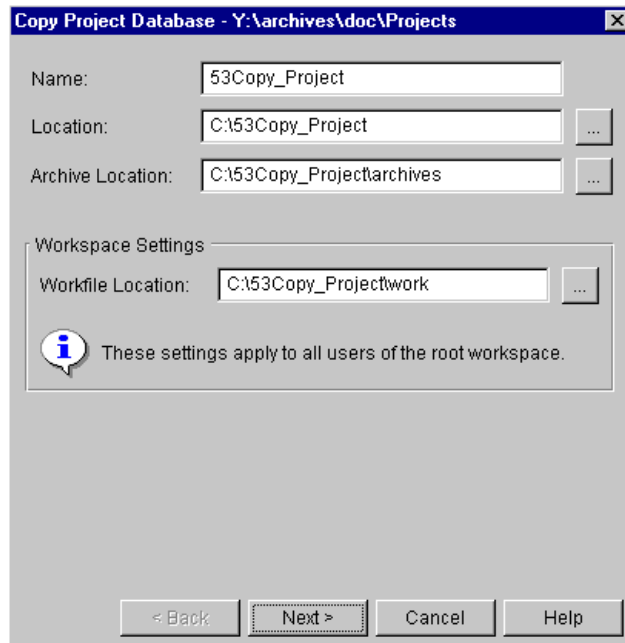 Copy Project Database - Y:\archives\doc\Projects
Name: 53Copy_Project
Location: C:\53Copy_Project ...
Archive Location: C:\53Copy_Project\archives ...
Workspace Settings
Workfile Location: C:\53Copy_Project\work ...
These settings apply to all users of the root workspace.
< Back Next > Cancel Help